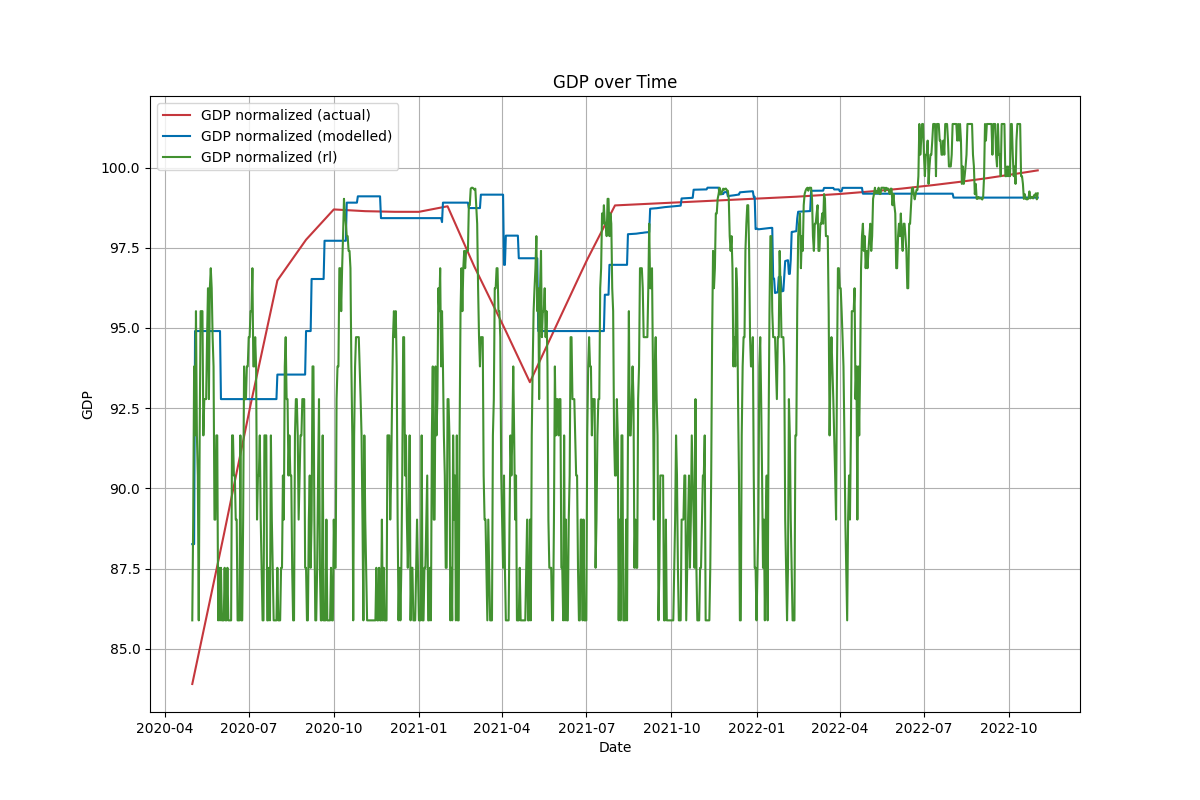 GDP over Time
GDP normalized (actual)
GDP normalized (modelled)
GDP normalized (rl)
100.0
97.5
95.0
92.5
90.0
87.5
85.0
GDP
2020-04 2020-07 2020-10 2021-01 2021-04 2021-07 2021-10 2022-01 2022-04 2022-07 2022-10
Date